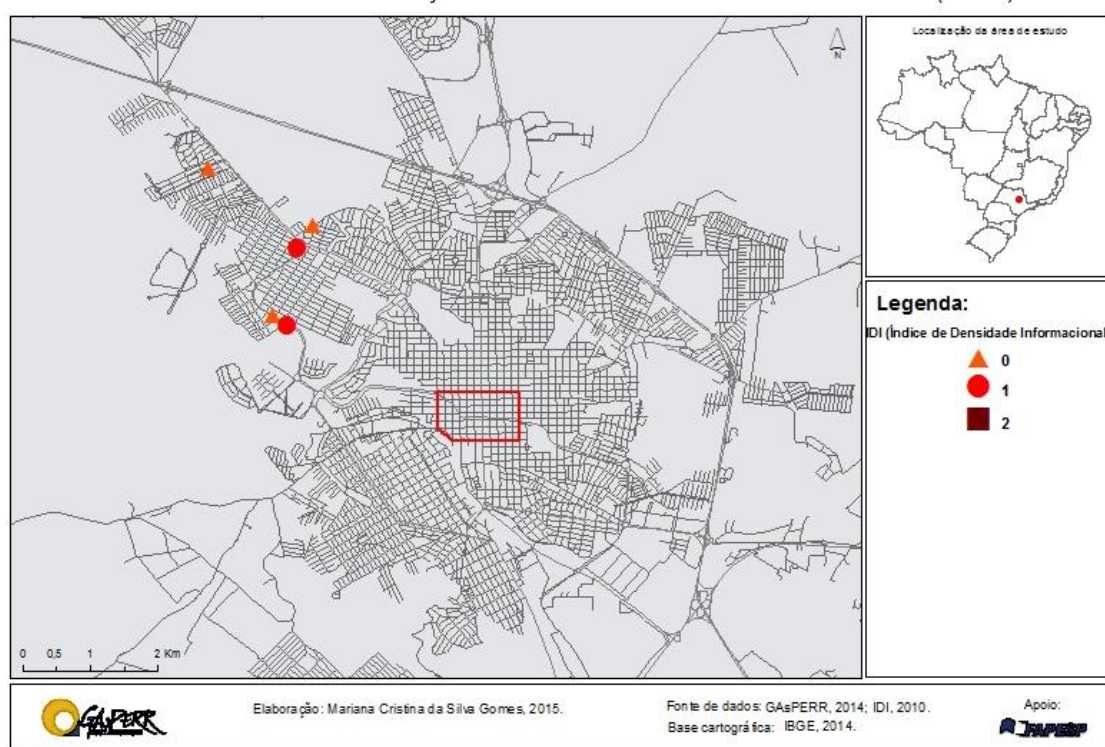 N
0 0,5 1 2 Km
Localização da área de estudo
Legenda:
IDI (Índice de Densidade Informacional
0
1
2
GAsPERR
Elaboração: Mariana Cristina da Silva Gomes, 2015.
Fonte de dados: GAsPERR, 2014; IDI, 2010.
Base cartográfica: IBGE, 2014.
Apoio:
FAPESP